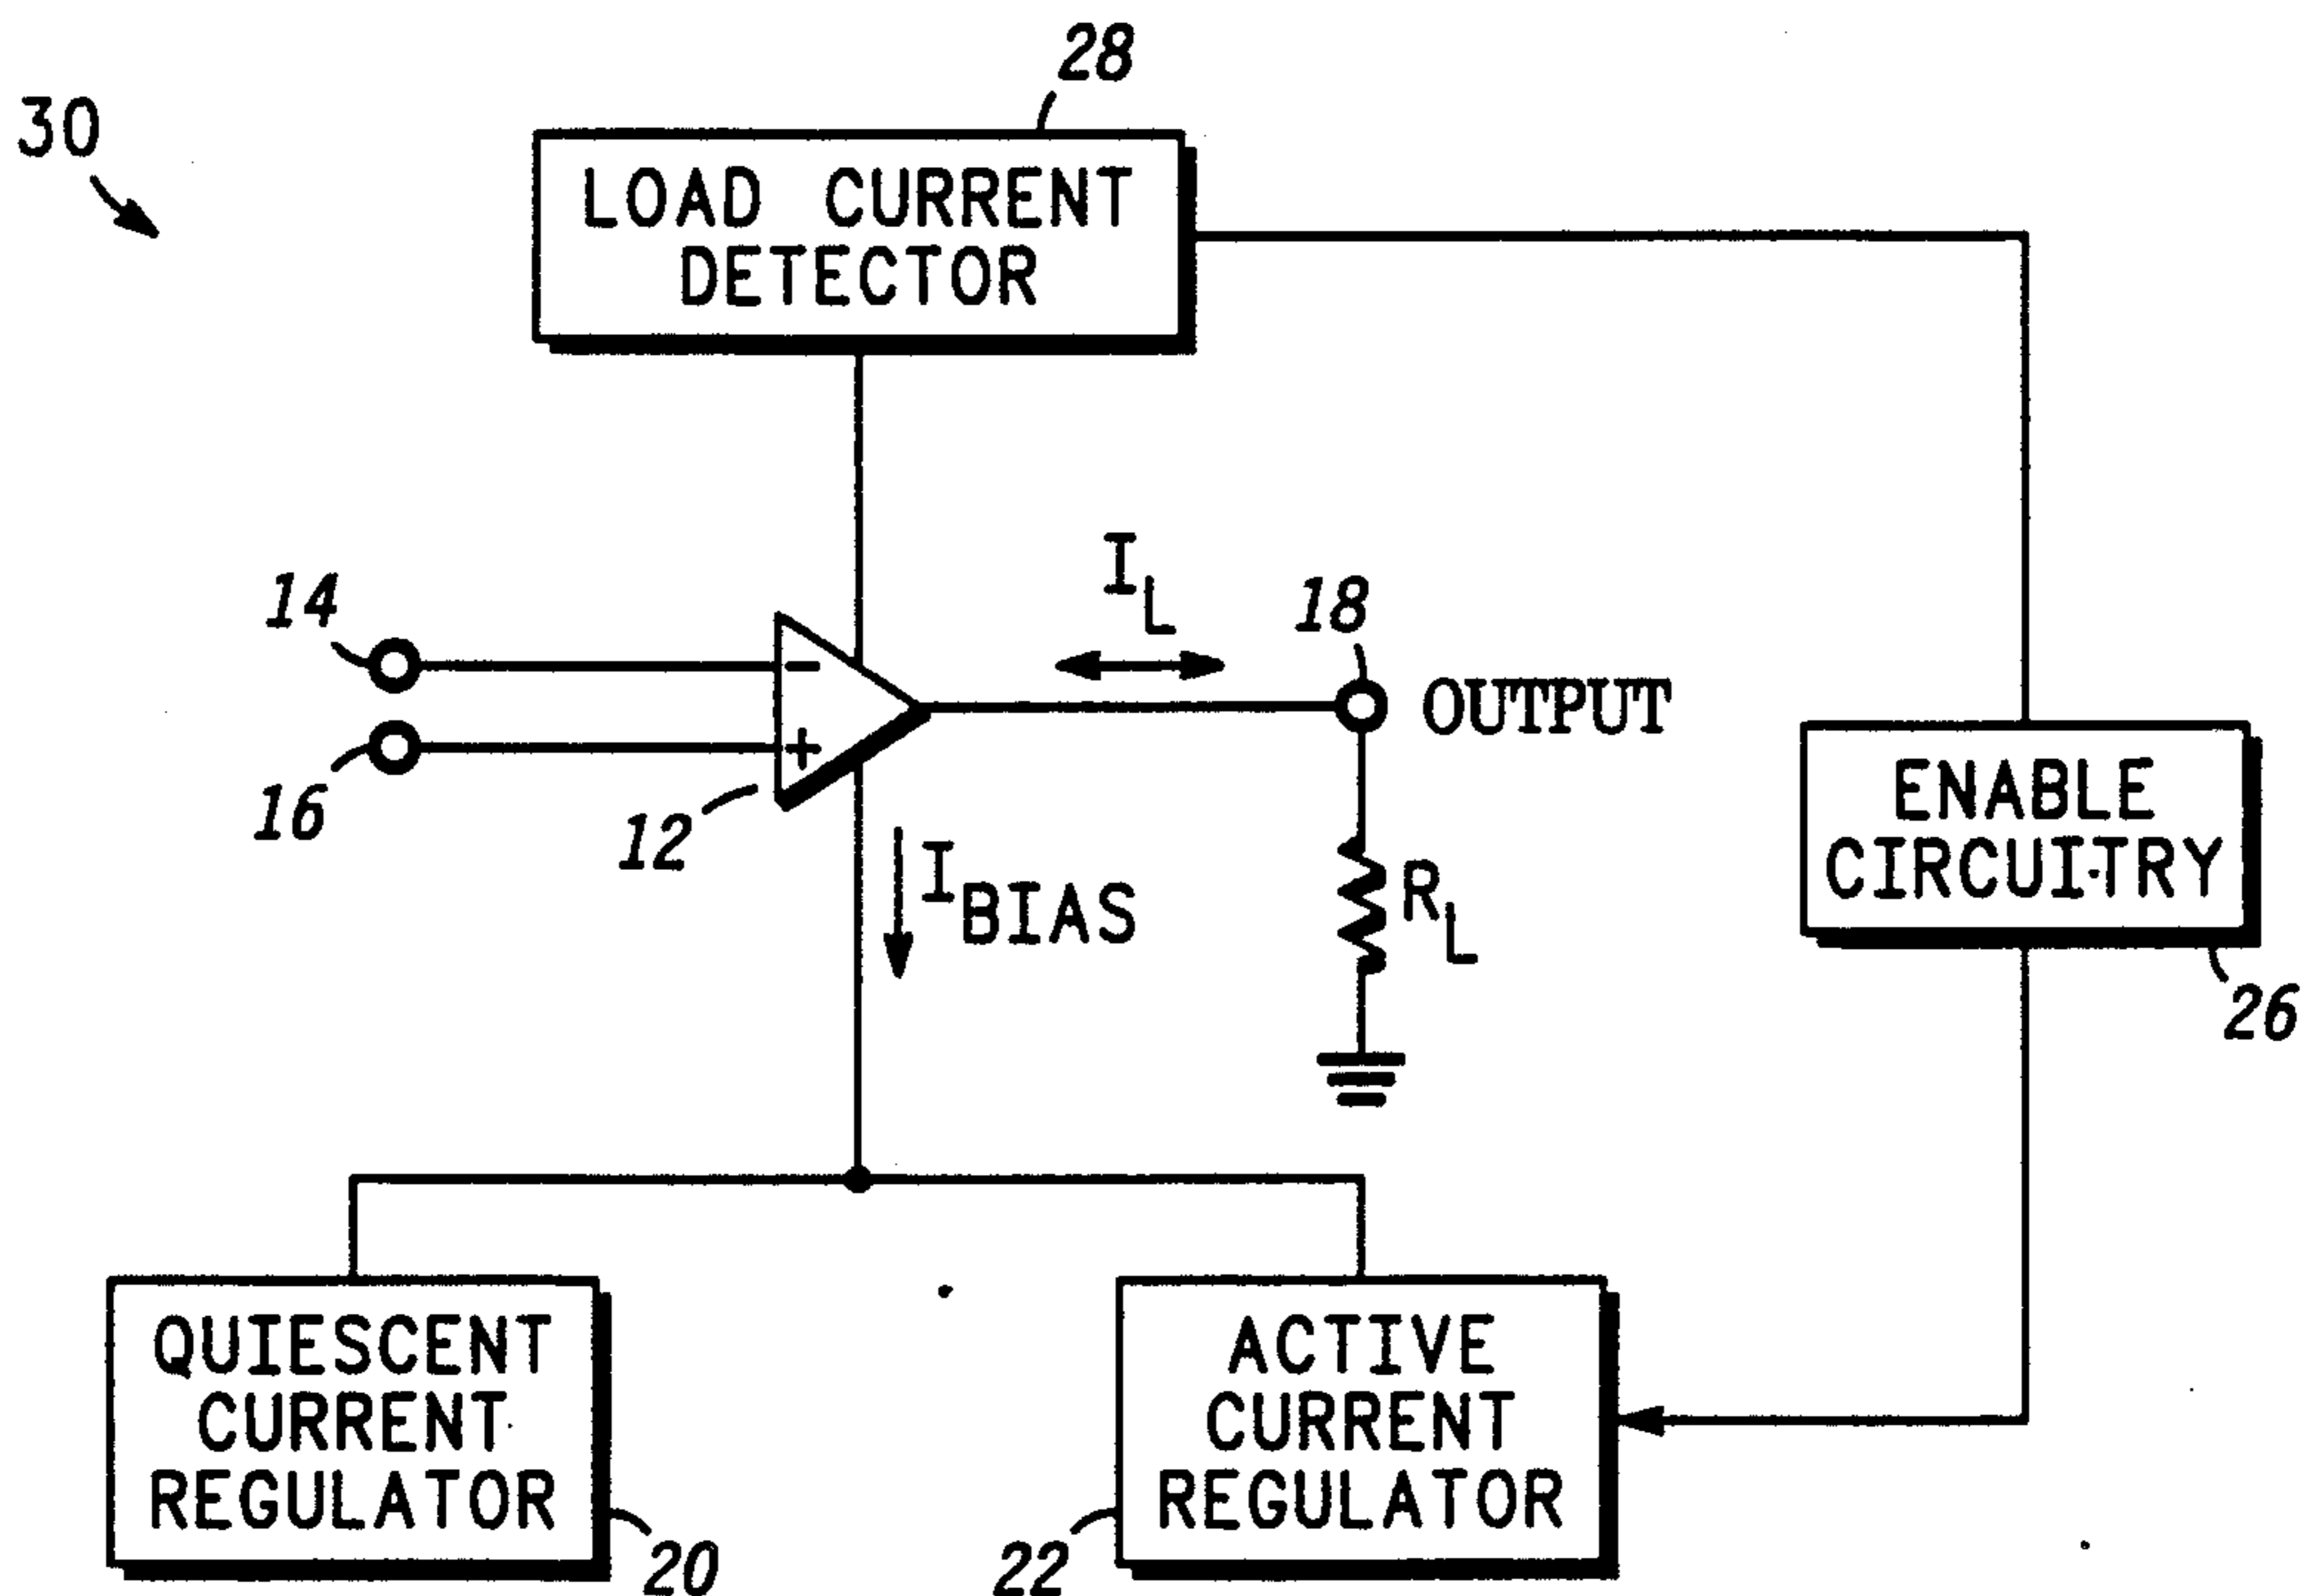 28
30
LOAD CURRENT
DETECTOR
I_L
14
18
-
OUTPUT
+
16
12
I_BIAS
R_L
ENABLE
CIRCUITRY
26
QUIESCENT
CURRENT
REGULATOR
20
ACTIVE
CURRENT
REGULATOR
22